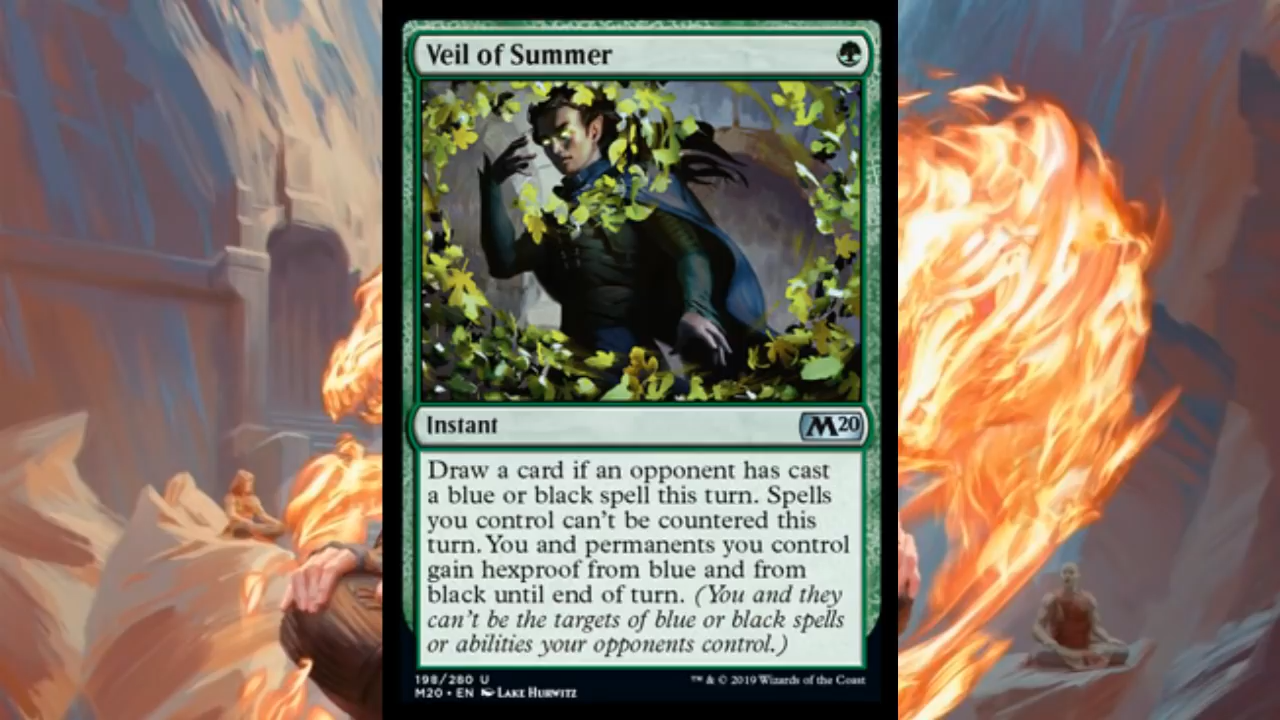 Veil of Summer
Instant
M20
Draw a card if an opponent has cast
a blue or black spell this turn. Spells
you control can't be countered this
turn. You and permanents you control
gain hexproof from blue and from
black until end of turn. (You and they
can't be the targets of blue or black spells
or abilities your opponents control.)
198/280 U
M20 • EN LAKE HURWITZ
™ & © 2019 Wizards of the Coast